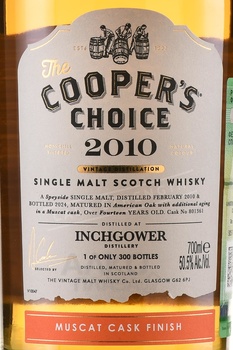 The
COOPER'S
CHOICE
2010
VINTAGE DISTILLATION
SINGLE MALT SCOTCH WHISKY
A Speyside SINGLE MALT, DISTILLED FEBRUARY 2010 &
BOTTLED 2024, MATURED IN American Oak with additional aging
in a Muscat cask, Over Fourteen YEARS OLD. Cask No 801361
DISTILLED AT
INCHGOWER
DISTILLERY
1 OF ONLY 300 BOTTLES
DISTILLED, MATURED & BOTTLED
IN SCOTLAND
THE VINTAGE MALT WHISKY Co. Ltd. GLASGOW G62 6PJ
700ml e
50.5% Alc./Vol.
SELECTED BY
MUSCAT CASK FINISH